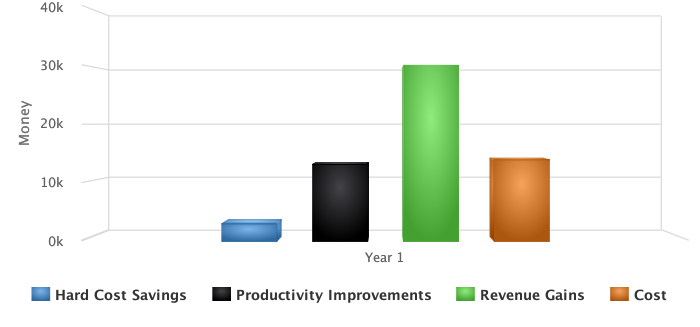 40k
30k
20k
10k
0k
Money
Year 1
Hard Cost Savings Productivity Improvements Revenue Gains Cost